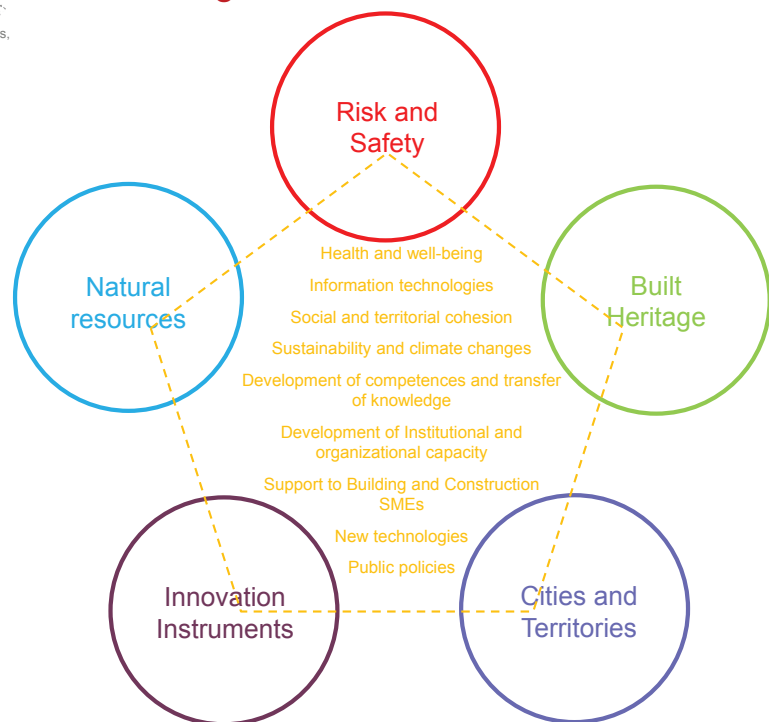 Risk and
Safety
Natural
resources
Built
Heritage
Health and well-being
Information technologies
Social and territorial cohesion
Sustainability and climate changes
Development of competences and transfer
of knowledge
Development of Institutional and
organizational capacity
Support to Building and Construction
SMEs
New technologies
Public policies
Innovation
Instruments
Cities and
Territories